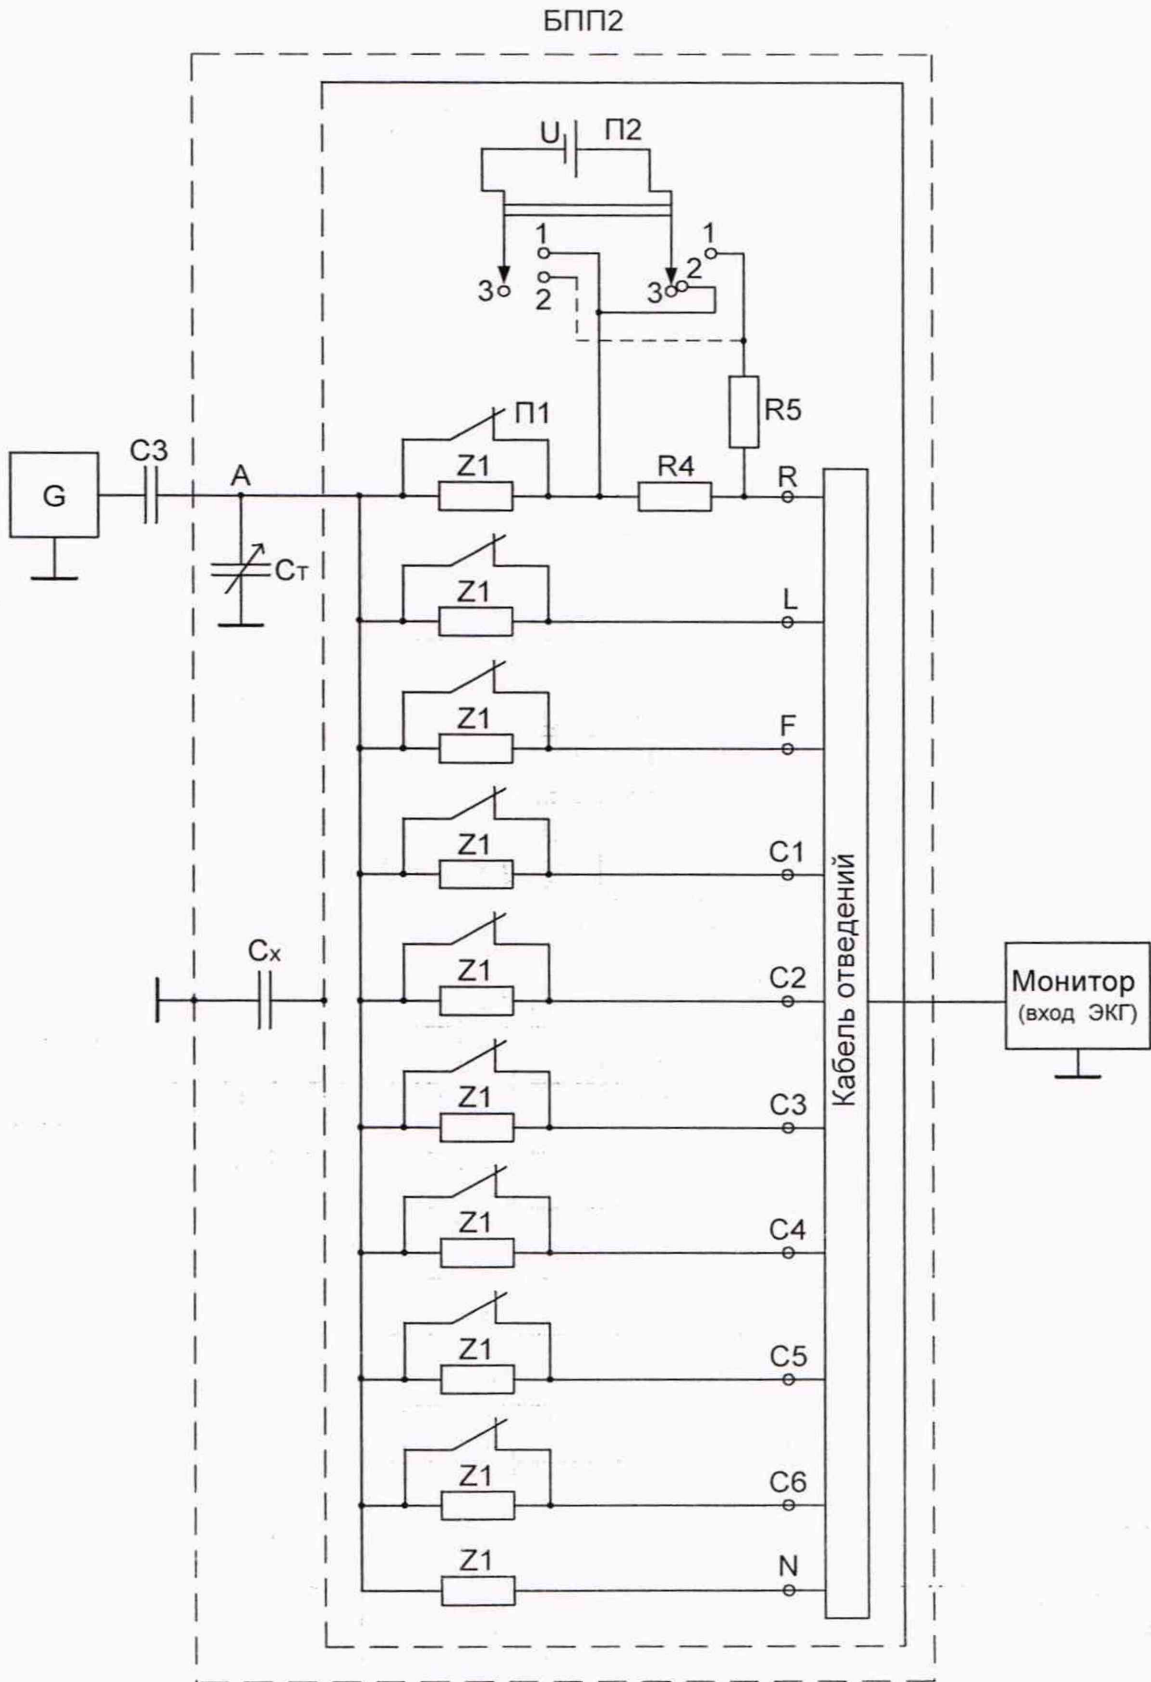 БПП2
U П2
1 1
2
3 2 3
R5
П1
C3 A Z1 R4 R
G
Cт
Z1 L
Z1 F
Z1 C1
Cх Z1 C2
Монитор
(вход ЭКГ)
Кабель отведений
Z1 C3
Z1 C4
Z1 C5
Z1 C6
Z1 N